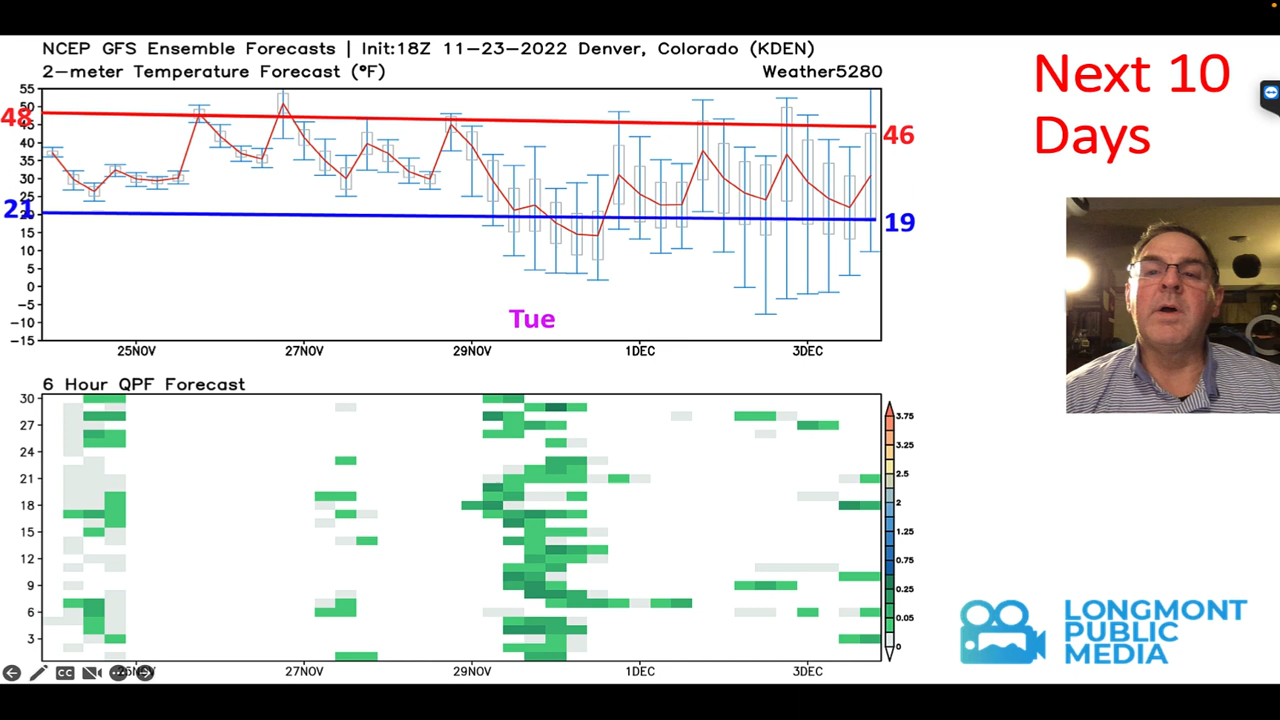 NCEP GFS Ensemble Forecasts | Init:18Z 11-23-2022 Denver, Colorado (KDEN)
2-meter Temperature Forecast (°F)
Weather5280
Next 10
Days
55
50
45
40
35
30
25
20
15
10
5
0
-5
-10
-15
48
46
21
19
Tue
25NOV
27NOV
29NOV
1DEC
3DEC
6 Hour QPF Forecast
30
27
24
21
18
15
12
9
6
3
3.75
3.25
2.5
2
1.25
0.75
0.25
0.05
0
25NOV
27NOV
29NOV
1DEC
3DEC
CC
LONGMONT
PUBLIC
MEDIA